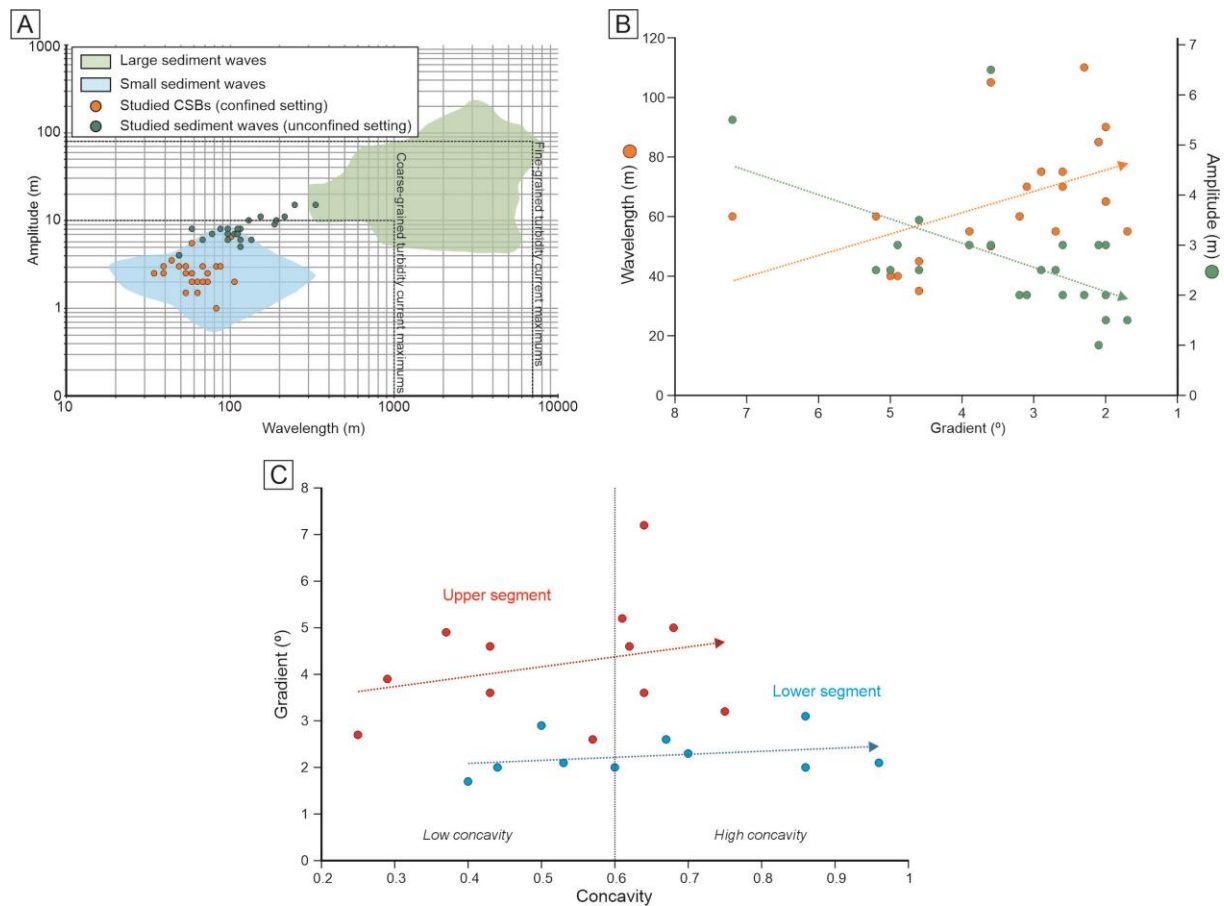 A
1000
100
10
1
0
Amplitude (m)
10
100
1000
10000
Wavelength (m)
Large sediment waves
Small sediment waves
Studied CSBs (confined setting)
Studied sediment waves (unconfined setting)
Coarse-grained turbidity current maximums
Fine-grained turbidity current maximums
B
120
100
80
60
40
20
0
Wavelength (m)
7
6
5
4
3
2
1
0
Amplitude (m)
8
7
6
5
4
3
2
1
Gradient (º)
C
8
7
6
5
4
3
2
1
0
Gradient (º)
Upper segment
Lower segment
Low concavity
High concavity
0.2
0.3
0.4
0.5
0.6
0.7
0.8
0.9
1
Concavity